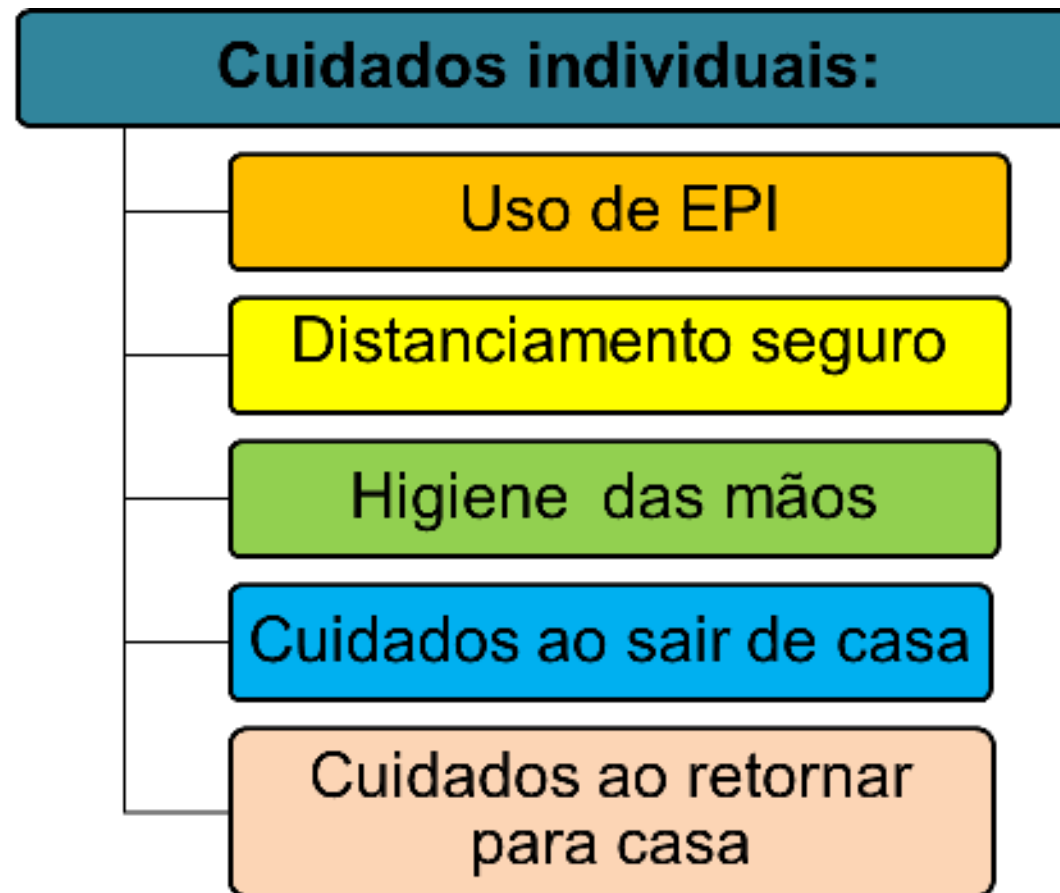 Cuidados individuais:
Uso de EPI
Distanciamento seguro
Higiene  das mãos
Cuidados ao sair de casa
Cuidados ao retornar
para casa